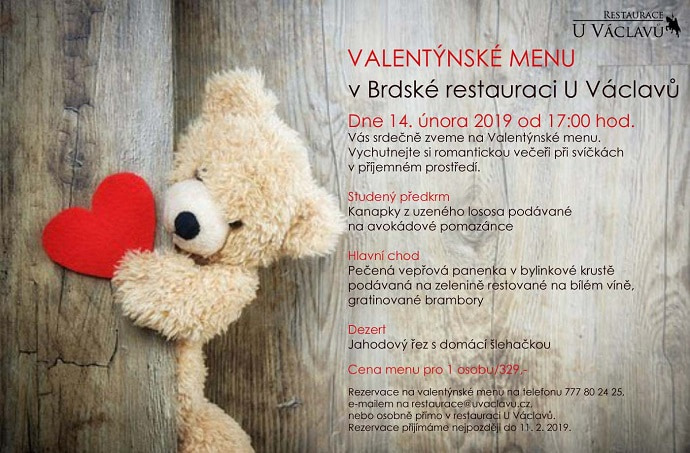 RESTAURACE
U VÁCLAVŮ
VALENTÝNSKÉ MENU
v Brdské restauraci U Václavů
Dne 14. února 2019 od 17:00 hod.
Vás srdečně zveme na Valentýnské menu.
Vychutnejte si romantickou večeři při svíčkách
v příjemném prostředí.
Studený předkrm
Kanapky z uzeného lososa podávané
na avokádové pomazánce
Hlavní chod
Pečená vepřová panenka v bylinkové krustě
podávaná na zelenině restované na bílém víně,
gratinované brambory
Dezert
Jahodový řez s domácí šlehačkou
Cena menu pro 1 osobu/329,-
Rezervace na valentýnské menu na telefonu 777 80 24 25,
e-mailem na restaurace@uvaclavu.cz,
nebo osobně přímo v restauraci U Václavů.
Rezervace přijímáme nejpozději do 11. 2. 2019.